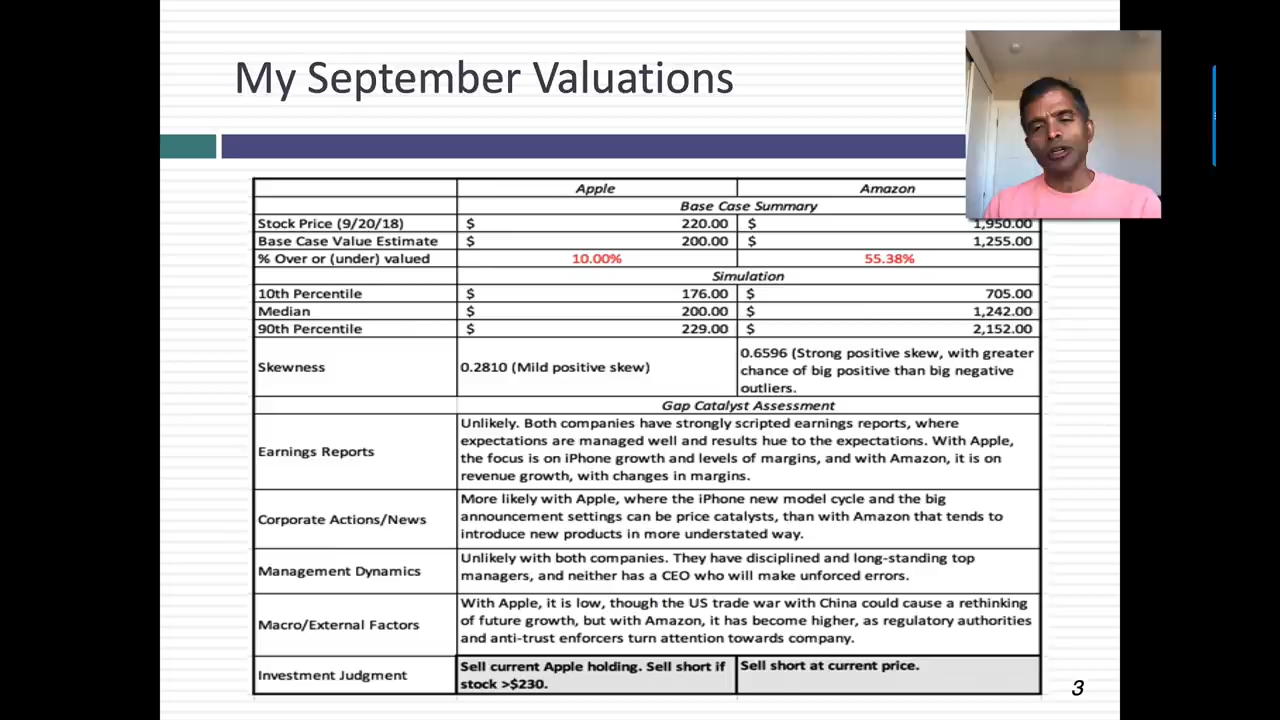 My September Valuations
Apple Amazon
Base Case Summary
Stock Price (9/20/18) $ 220.00 $ 1,950.00
Base Case Value Estimate $ 200.00 $ 1,255.00
% Over or (under) valued 10.00% 55.38%
Simulation
10th Percentile $ 176.00 $ 705.00
Median $ 200.00 $ 1,242.00
90th Percentile $ 229.00 $ 2,152.00
Skewness
0.2810 (Mild positive skew)
0.6596 (Strong positive skew, with greater
chance of big positive than big negative
outliers.
Gap Catalyst Assessment
Earnings Reports
Unlikely. Both companies have strongly scripted earnings reports, where
expectations are managed well and results hue to the expectations. With Apple,
the focus is on iPhone growth and levels of margins, and with Amazon, it is on
revenue growth, with changes in margins.
Corporate Actions/News
More likely with Apple, where the iPhone new model cycle and the big
announcement settings can be price catalysts, than with Amazon that tends to
introduce new products in more understated way.
Management Dynamics
Unlikely with both companies. They have disciplined and long-standing top
managers, and neither has a CEO who will make unforced errors.
Macro/External Factors
With Apple, it is low, though the US trade war with China could cause a rethinking
of future growth, but with Amazon, it has become higher, as regulatory authorities
and anti-trust enforcers turn attention towards company.
Investment Judgment
Sell current Apple holding. Sell short if
stock >$230.
Sell short at current price.
3